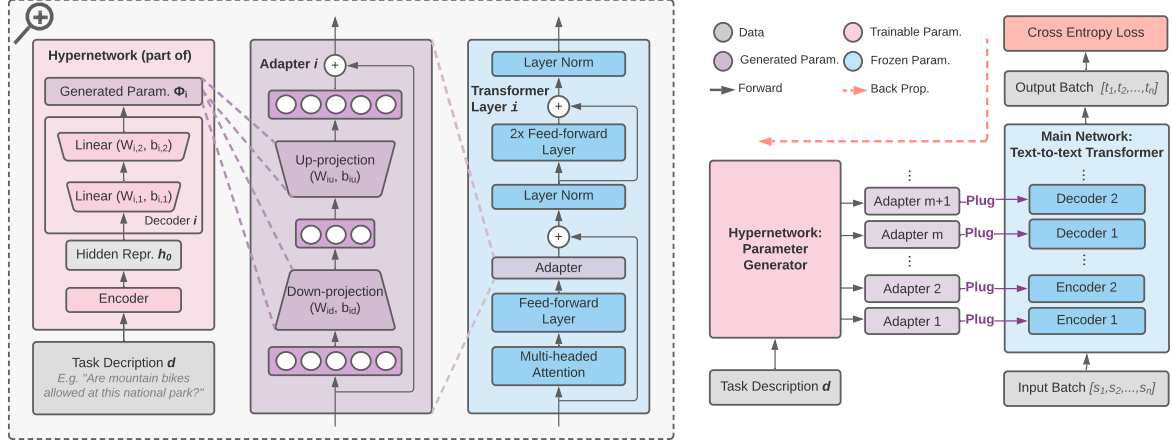 Hypernetwork (part of)
Generated Param. Φi
Linear (Wi,2, bi,2)
Linear (Wi,1, bi,1)
Decoder i
Hidden Repr. h0
Encoder
Task Decription d
E.g. "Are mountain bikes
allowed at this national park?"
Adapter i
+
Up-projection
(Wiu, biu)
Down-projection
(Wid, bid)
Layer Norm
Transformer
Layer i
+
2x Feed-forward
Layer
Layer Norm
+
Adapter
Feed-forward
Layer
Multi-headed
Attention
Data
Trainable Param.
Generated Param.
Frozen Param.
Forward
Back Prop.
Cross Entropy Loss
Output Batch [t1,t2,...,tn]
Main Network:
Text-to-text Transformer
Hypernetwork:
Parameter
Generator
Task Description d
⋮
Adapter m+1
Adapter m
⋮
Adapter 2
Adapter 1
Plug
Plug
Plug
Plug
⋮
Decoder 2
Decoder 1
⋮
Encoder 2
Encoder 1
Input Batch [s1,s2,...,sn]